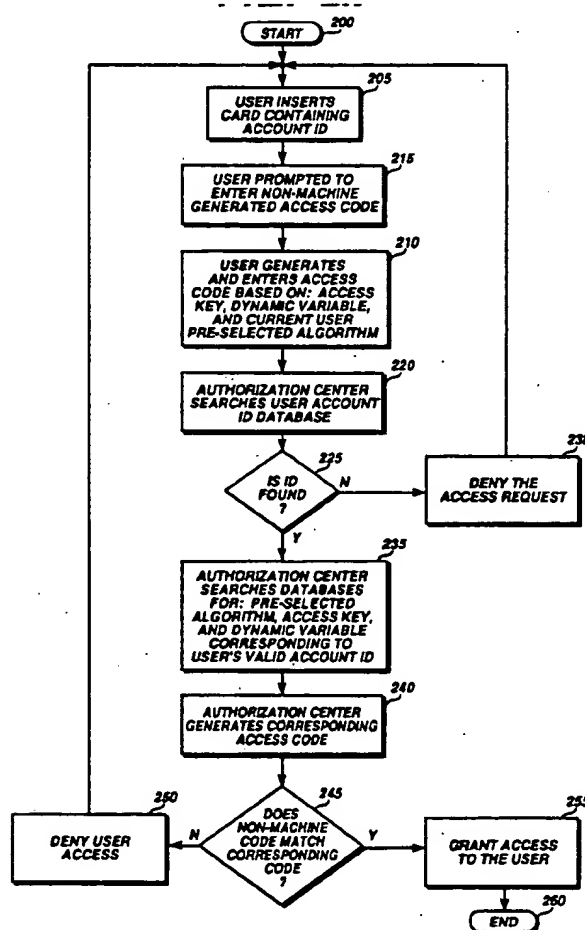 START
200
205
USER INSERTS
CARD CONTAINING
ACCOUNT ID
215
USER PROMPTED TO
ENTER NON-MACHINE
GENERATED ACCESS CODE
210
USER GENERATES
AND ENTERS ACCESS
CODE BASED ON: ACCESS
KEY, DYNAMIC VARIABLE,
AND CURRENT USER
PRE-SELECTED ALGORITHM
220
AUTHORIZATION CENTER
SEARCHES USER ACCOUNT
ID DATABASE
225
IS ID
FOUND
?
N
Y
DENY THE
ACCESS REQUEST
235
AUTHORIZATION CENTER
SEARCHES DATABASES
FOR: PRE-SELECTED
ALGORITHM, ACCESS KEY,
AND DYNAMIC VARIABLE
CORRESPONDING TO
USER'S VALID ACCOUNT ID
240
AUTHORIZATION CENTER
GENERATES CORRESPONDING
ACCESS CODE
245
DOES
NON-MACHINE
CODE MATCH
CORRESPONDING
CODE
?
N
Y
250
DENY USER
ACCESS
255
GRANT ACCESS
TO THE USER
END
260